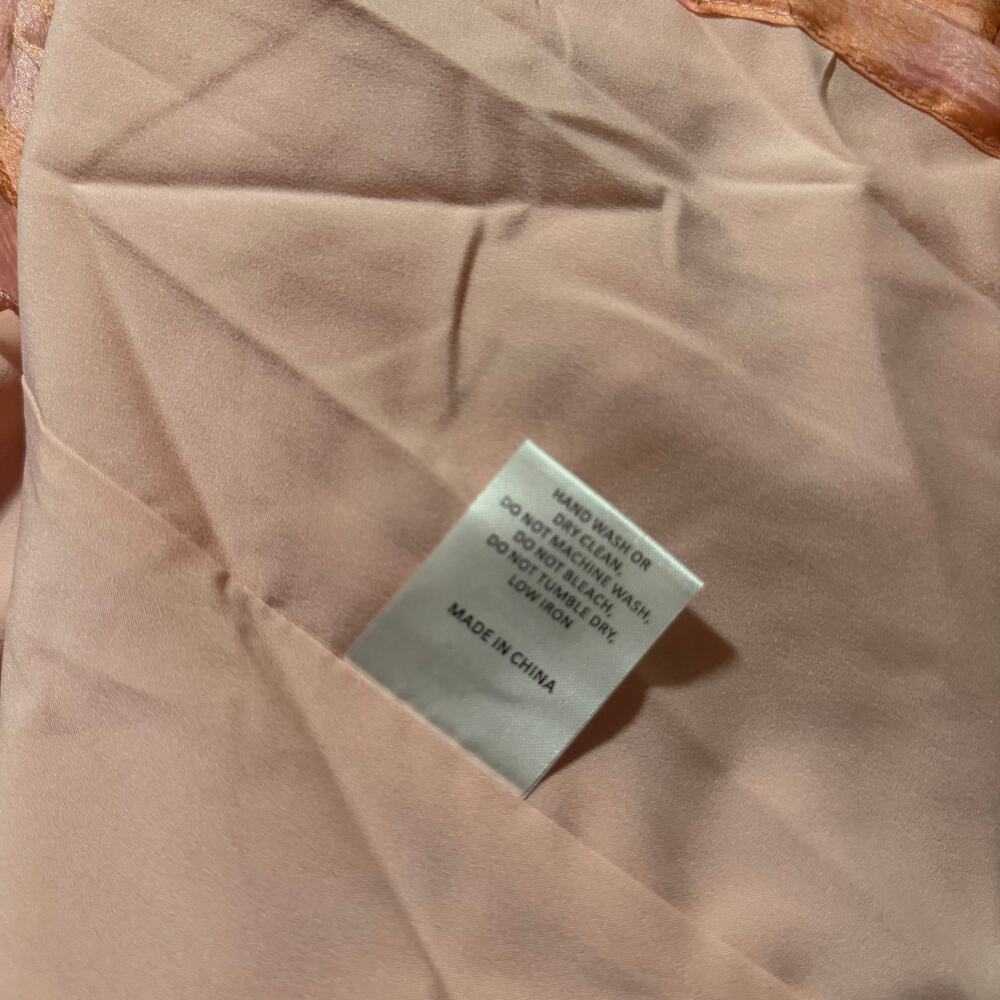 HAND WASH OR
DRY CLEAN,
DO NOT MACHINE WASH,
DO NOT BLEACH,
DO NOT TUMBLE DRY,
LOW IRON
MADE IN CHINA